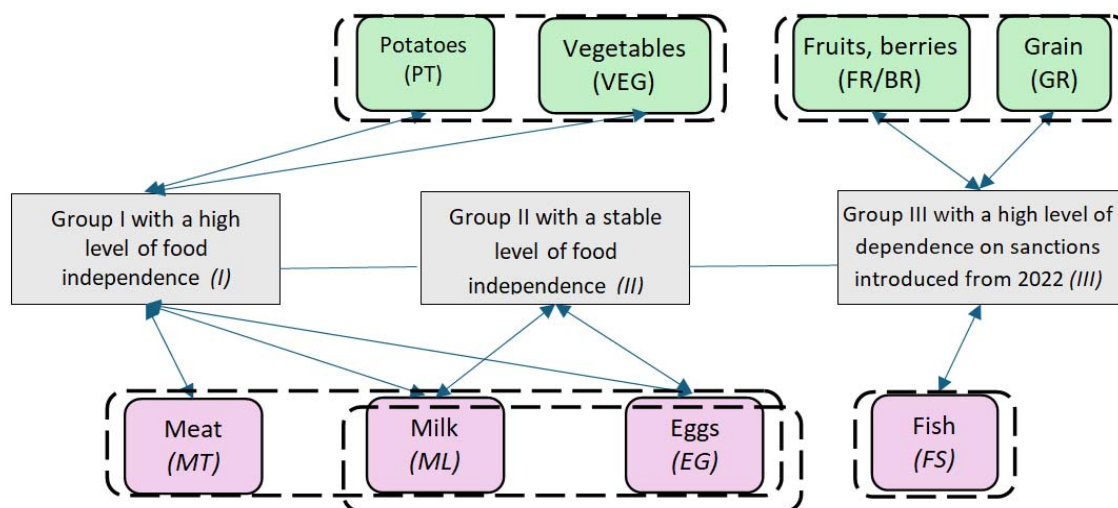 Potatoes
(PT)
Vegetables
(VEG)
Fruits, berries
(FR/BR)
Grain
(GR)
Group I with a high
level of food
independence (I)
Group II with a stable
level of food
independence (II)
Group III with a high level of
dependence on sanctions
introduced from 2022 (III)
Meat
(MT)
Milk
(ML)
Eggs
(EG)
Fish
(FS)